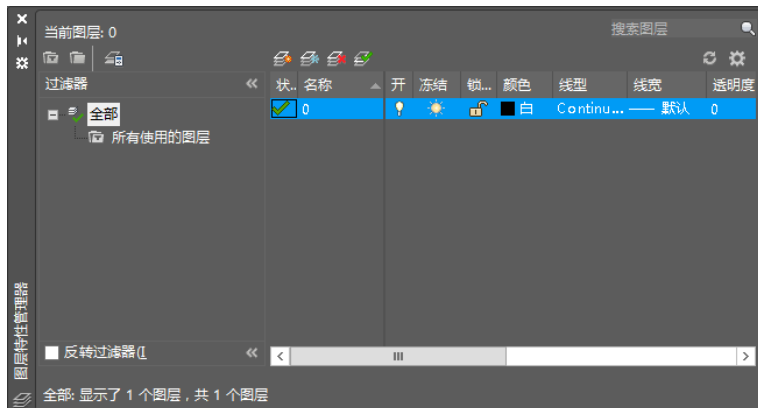 当前图层: 0
搜索图层
过滤器
状.. 名称 开 冻结 锁... 颜色 线型 线宽 透明度
全部
0 白 Continu... 默认 0
所有使用的图层
反转过滤器(I
全部: 显示了 1 个图层，共 1 个图层
图层特性管理器